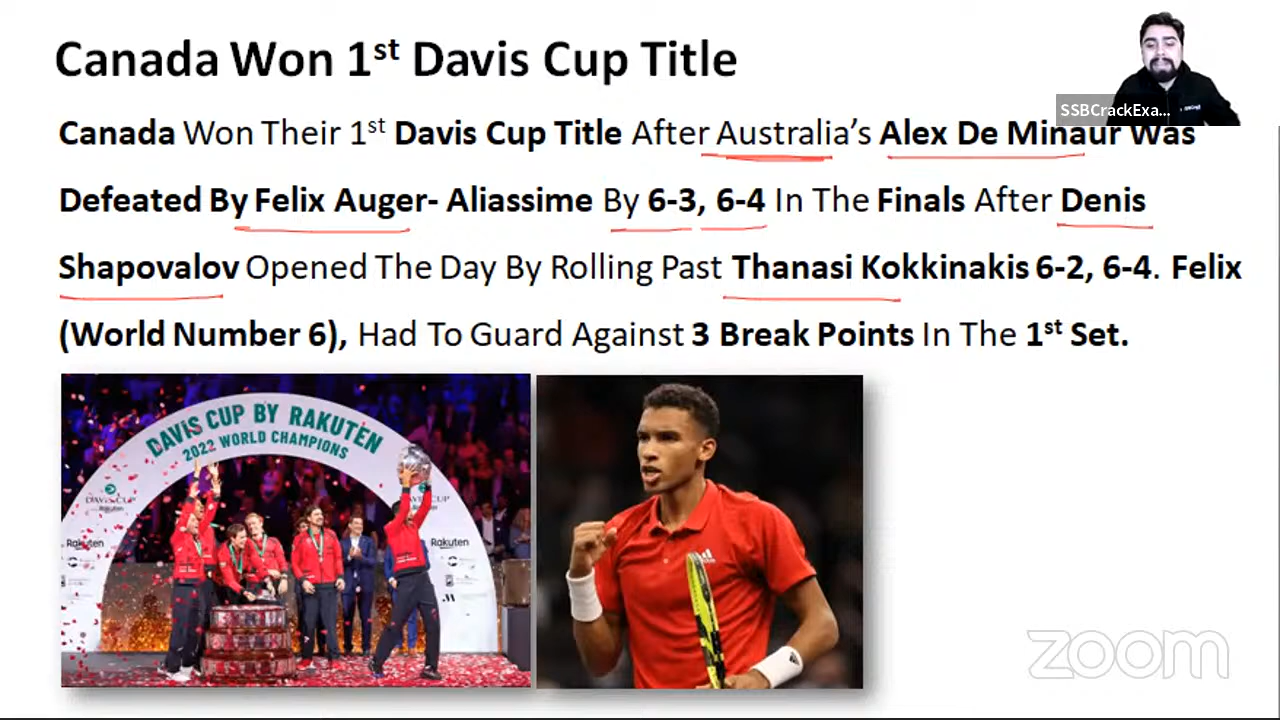 Canada Won 1st Davis Cup Title
SSBCrackExa...
Canada Won Their 1st Davis Cup Title After Australia's Alex De Minaur Was
Defeated By Felix Auger- Aliassime By 6-3, 6-4 In The Finals After Denis
Shapovalov Opened The Day By Rolling Past Thanasi Kokkinakis 6-2, 6-4. Felix
(World Number 6), Had To Guard Against 3 Break Points In The 1st Set.
DAVIS CUP BY RAKUTEN
2022 WORLD CHAMPIONS
DAVIS CUP
Rakuten
Rakuten
adidas
zoom